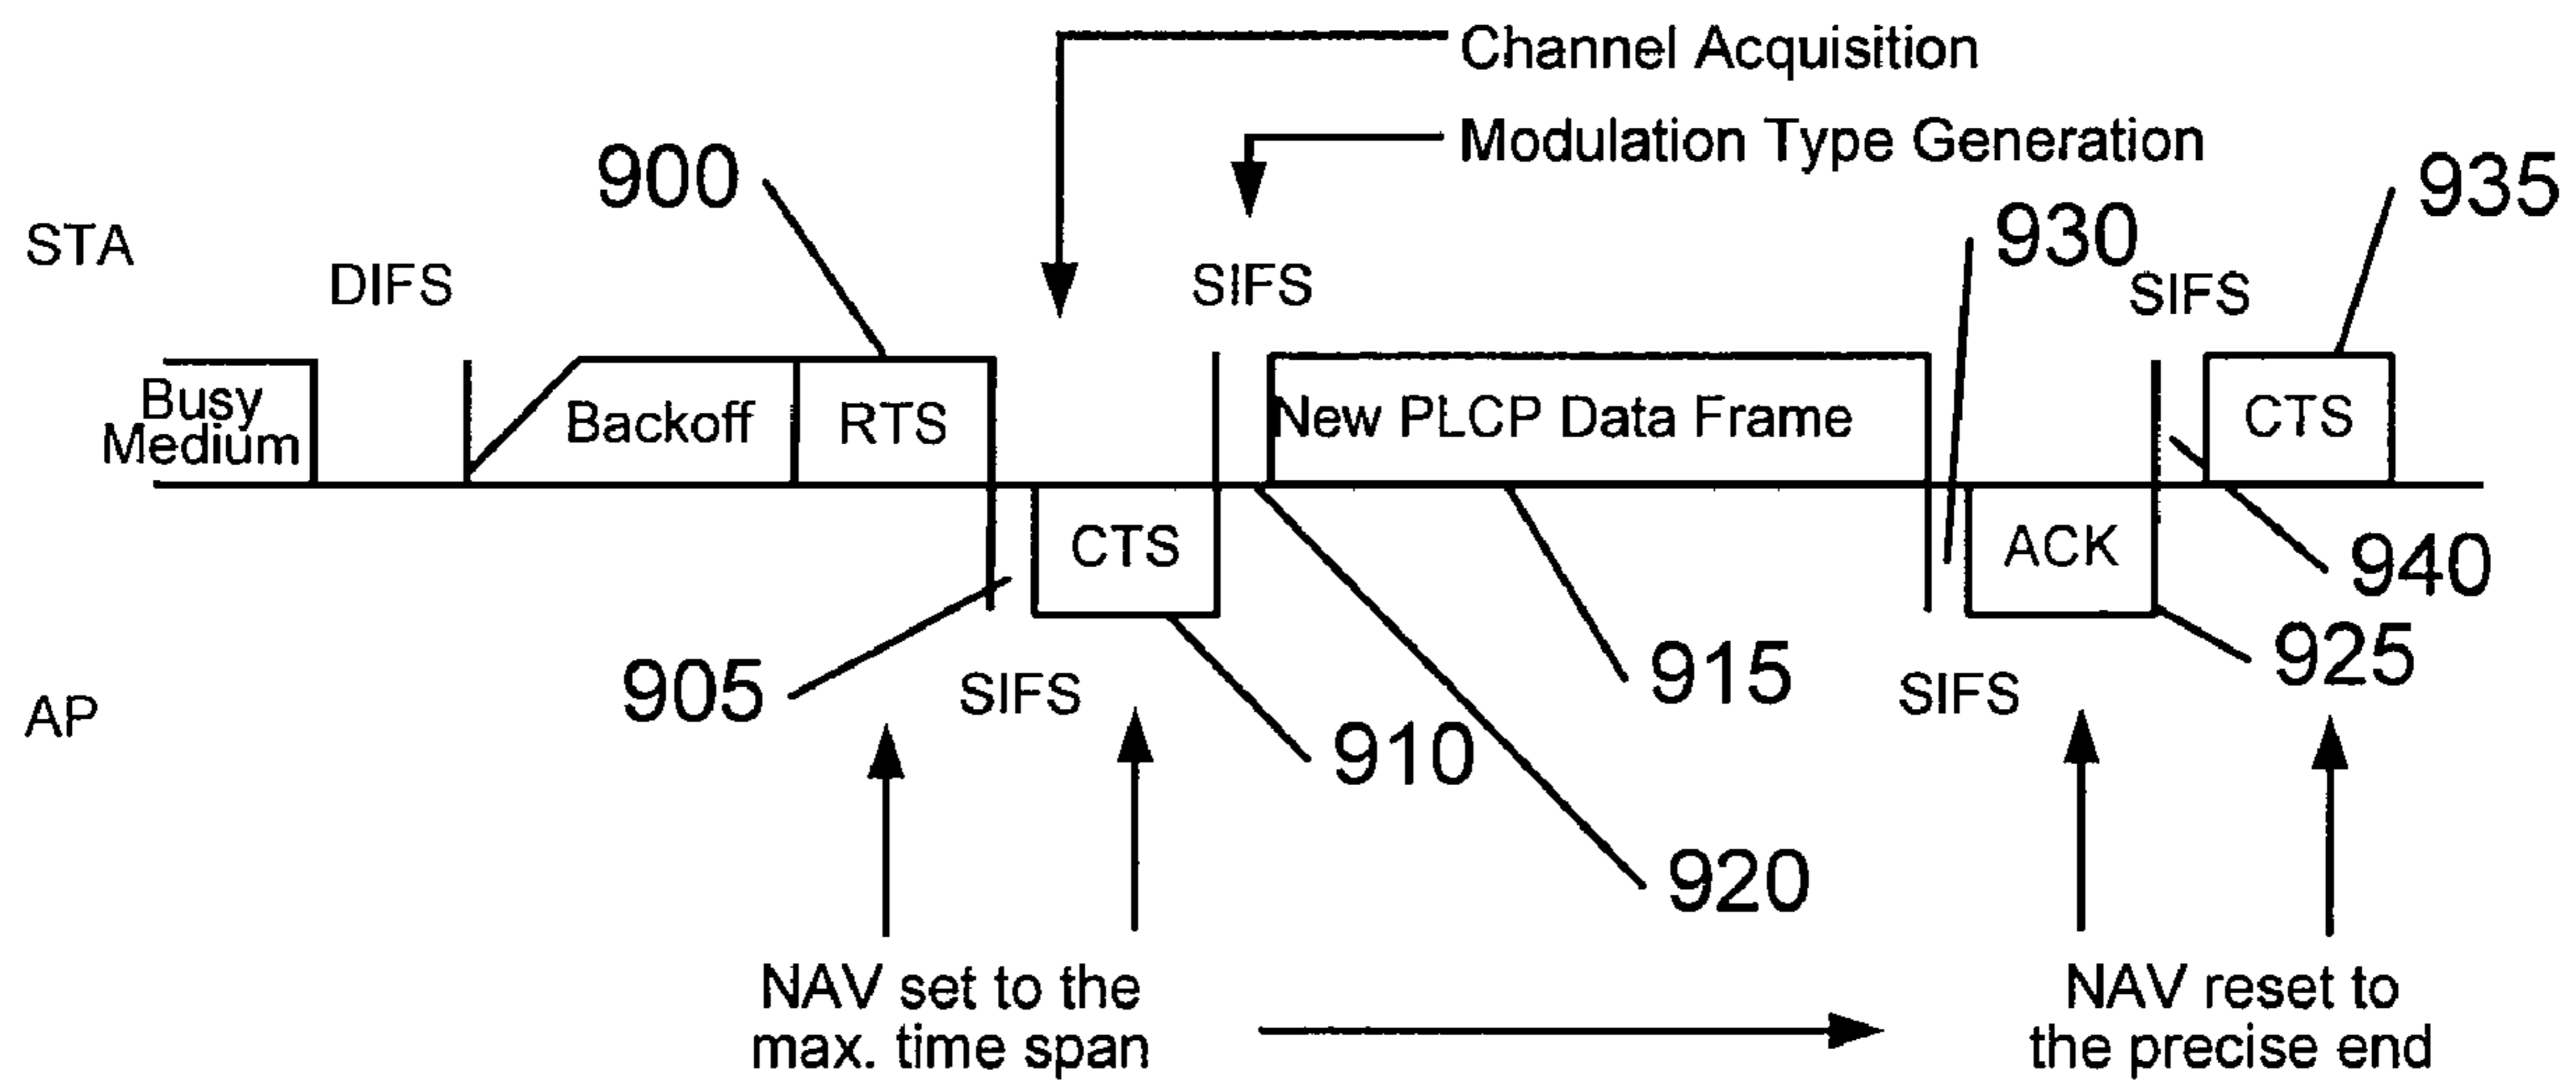 Channel Acquisition
Modulation Type Generation
900
935
930
STA
DIFS
SIFS
SIFS
Busy
Medium
Backoff
RTS
New PLCP Data Frame
CTS
CTS
ACK
940
925
905
SIFS
915
SIFS
AP
910
920
NAV set to the
max. time span
NAV reset to
the precise end